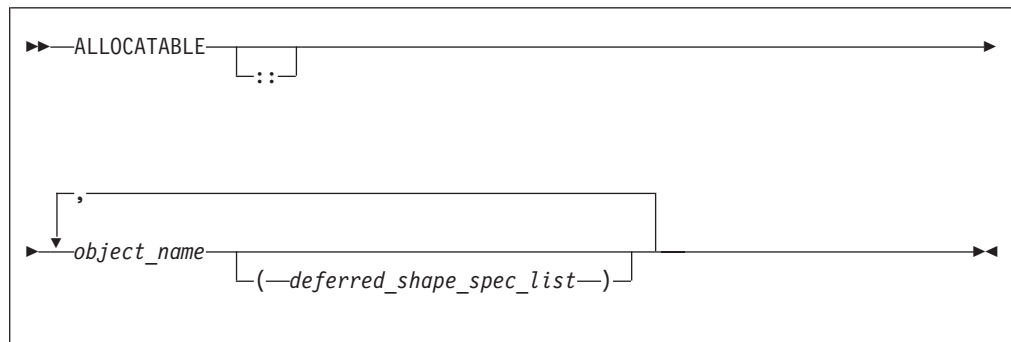 ALLOCATABLE
::
,
object_name
( deferred_shape_spec_list )